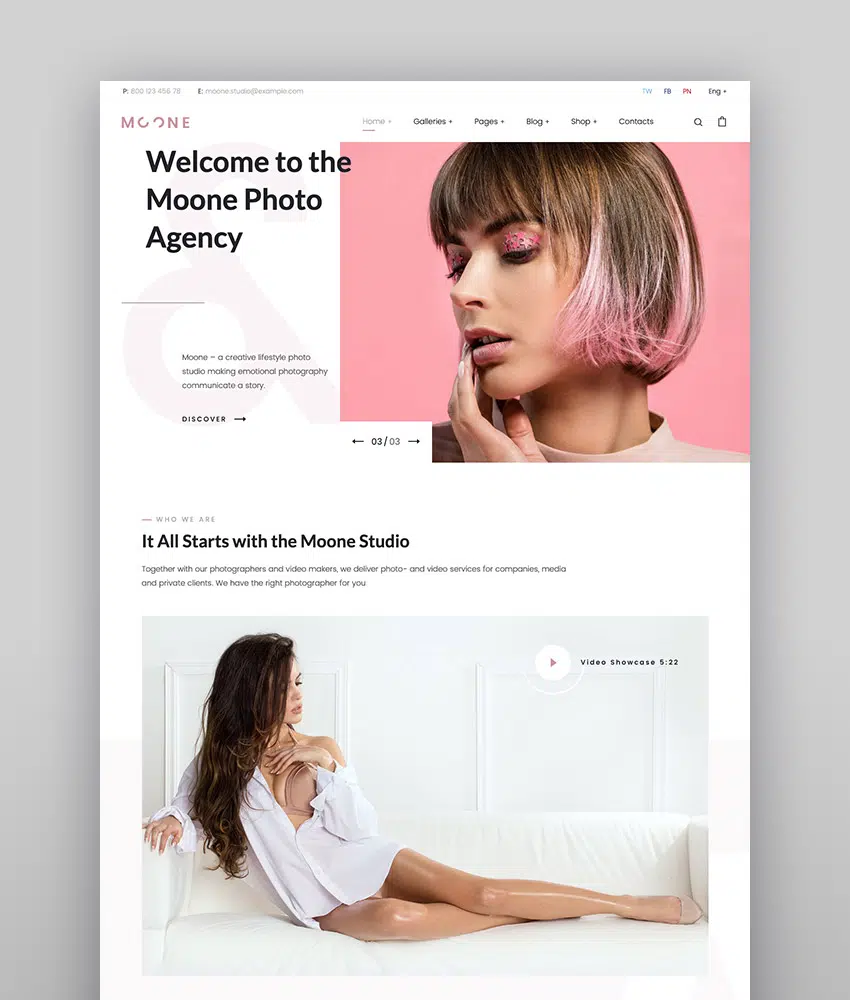 P: 800 123 456 78 E: moone.studio@example.com TW FB PN Eng +
MOONE Home + Galleries + Pages + Blog + Shop + Contacts
Welcome to the
Moone Photo
Agency
&
Moone – a creative lifestyle photo
studio making emotional photography
communicate a story.
DISCOVER →
← 03 / 03 →
WHO WE ARE
It All Starts with the Moone Studio
Together with our photographers and video makers, we deliver photo- and video services for companies, media
and private clients. We have the right photographer for you
Video Showcase 5:22